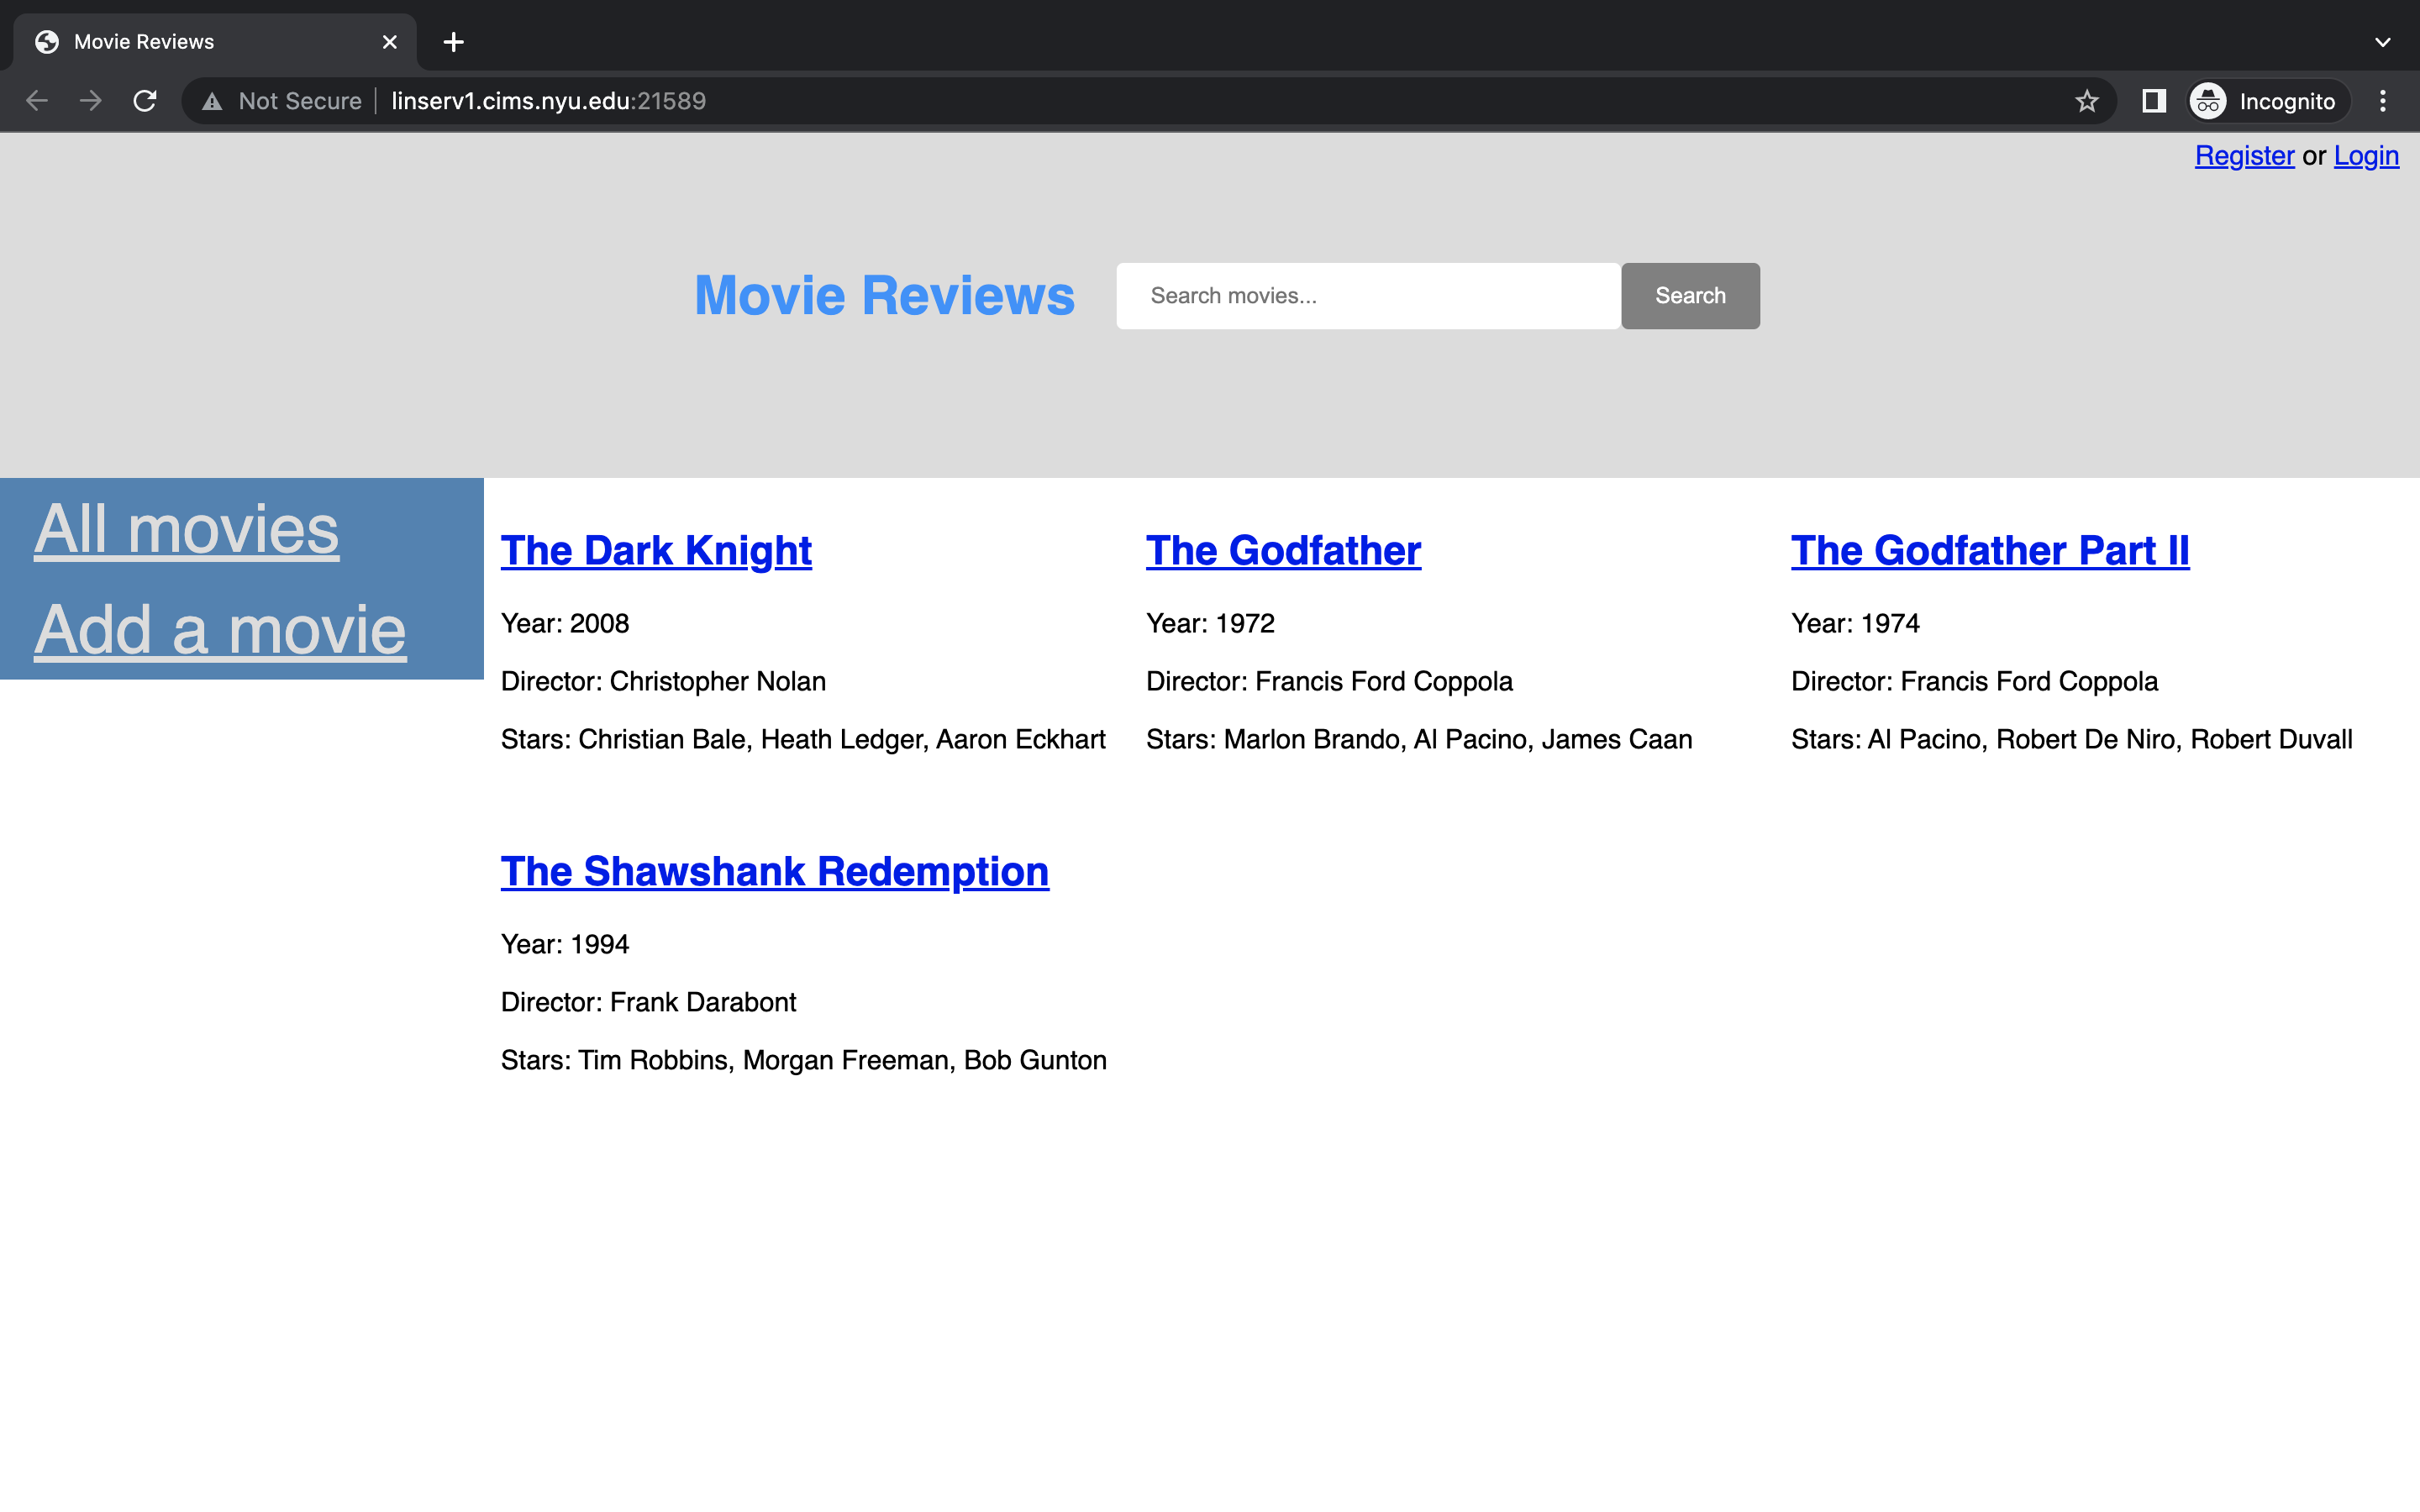 Movie Reviews
Not Secure linserv1.cims.nyu.edu:21589 Incognito
Register or Login
Movie Reviews Search movies... Search
All movies
Add a movie
The Dark Knight
Year: 2008
Director: Christopher Nolan
Stars: Christian Bale, Heath Ledger, Aaron Eckhart
The Godfather
Year: 1972
Director: Francis Ford Coppola
Stars: Marlon Brando, Al Pacino, James Caan
The Godfather Part II
Year: 1974
Director: Francis Ford Coppola
Stars: Al Pacino, Robert De Niro, Robert Duvall
The Shawshank Redemption
Year: 1994
Director: Frank Darabont
Stars: Tim Robbins, Morgan Freeman, Bob Gunton